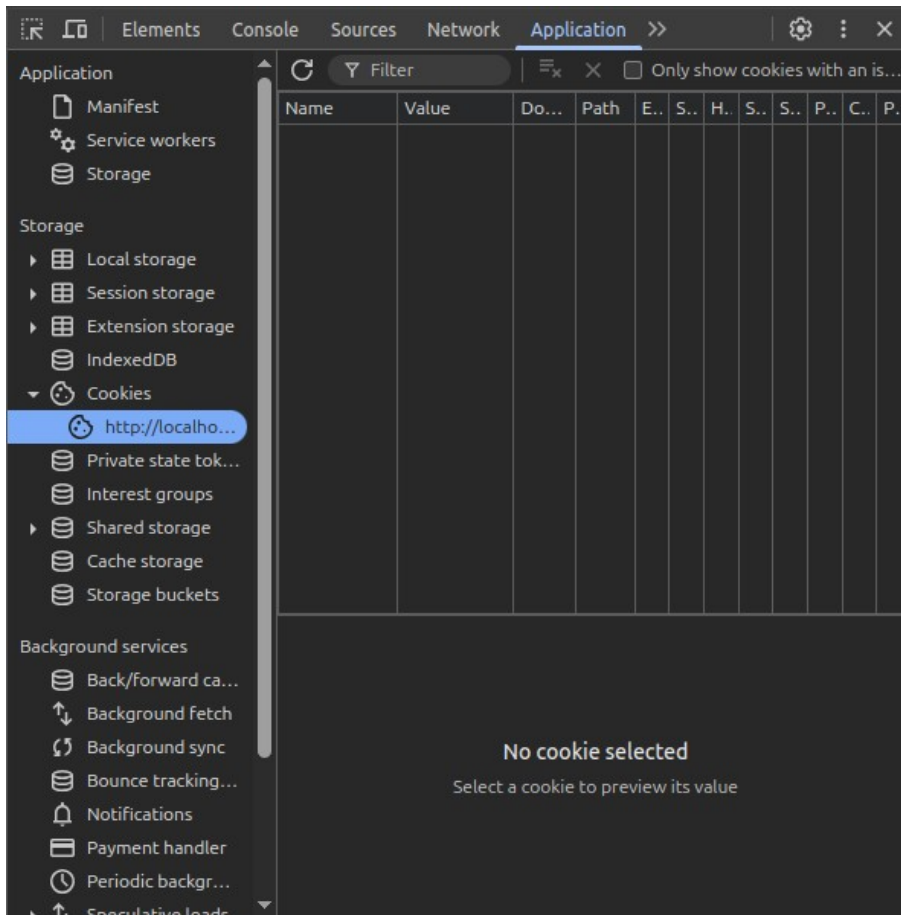 Elements Console Sources Network Application
Filter Only show cookies with an is...
Application
Manifest
Service workers
Storage
Storage
Local storage
Session storage
Extension storage
IndexedDB
Cookies
http://localho...
Private state tok...
Interest groups
Shared storage
Cache storage
Storage buckets
Background services
Back/forward ca...
Background fetch
Background sync
Bounce tracking...
Notifications
Payment handler
Periodic backgr...
Speculative loads
Name Value Do... Path E.. S.. H.. S.. S.. P.. C.. P.
No cookie selected
Select a cookie to preview its value